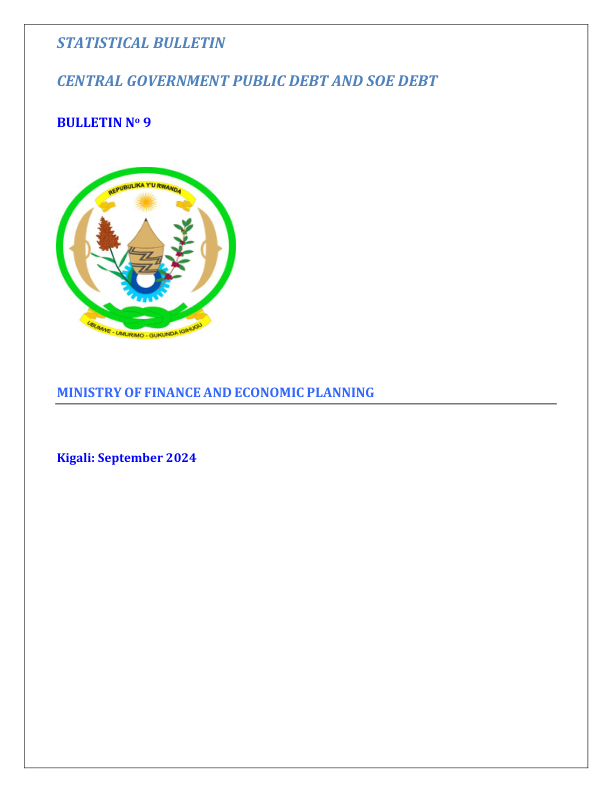 STATISTICAL BULLETIN
CENTRAL GOVERNMENT PUBLIC DEBT AND SOE DEBT
BULLETIN Nº 9
REPUBULIKA Y'U RWANDA
UBUMWE - UMURIMO - GUKUNDA IGIHUGU
MINISTRY OF FINANCE AND ECONOMIC PLANNING
Kigali: September 2024